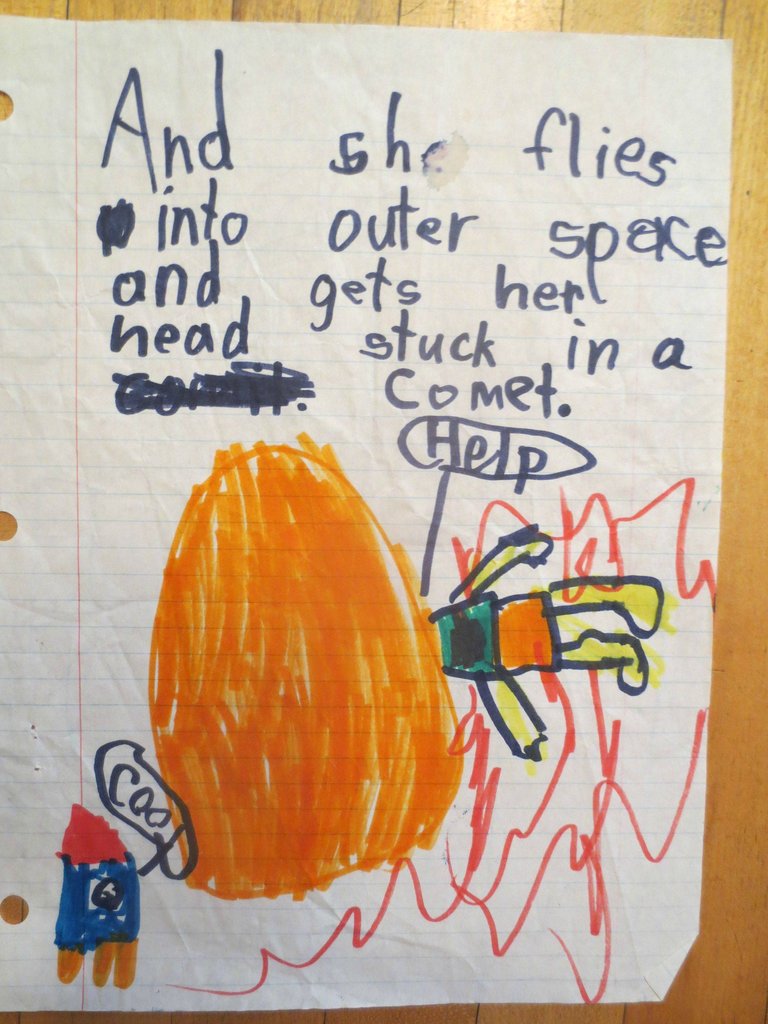 And she flies
into outer space
and gets her
head stuck in a
Comet.
Help
Cool